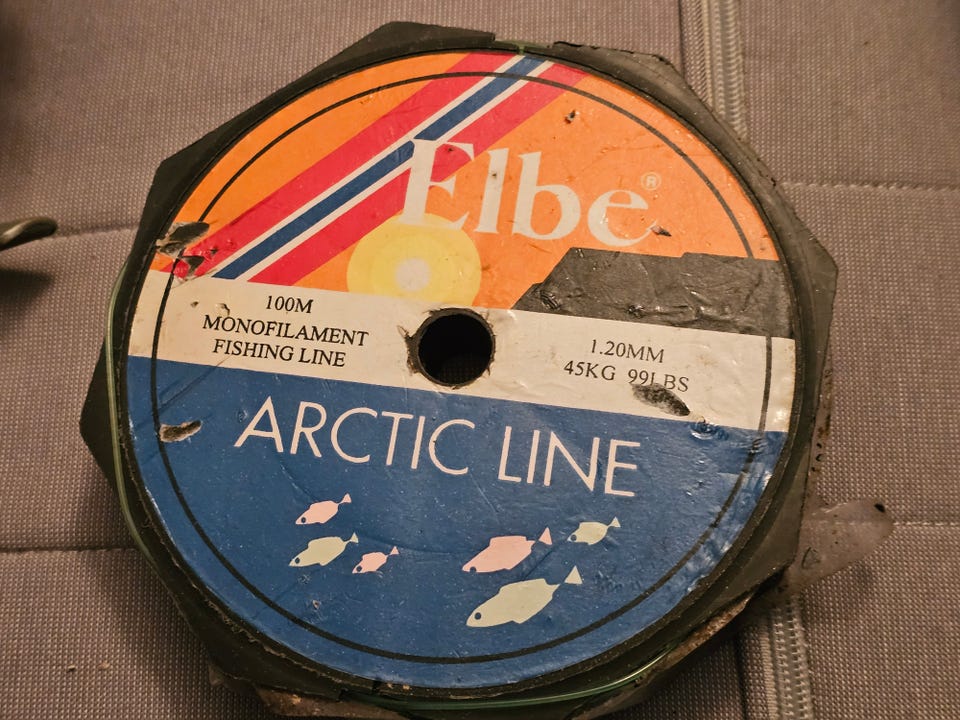 Elbe®
100M
MONOFILAMENT
FISHING LINE
1.20MM
45KG 99LBS
ARCTIC LINE